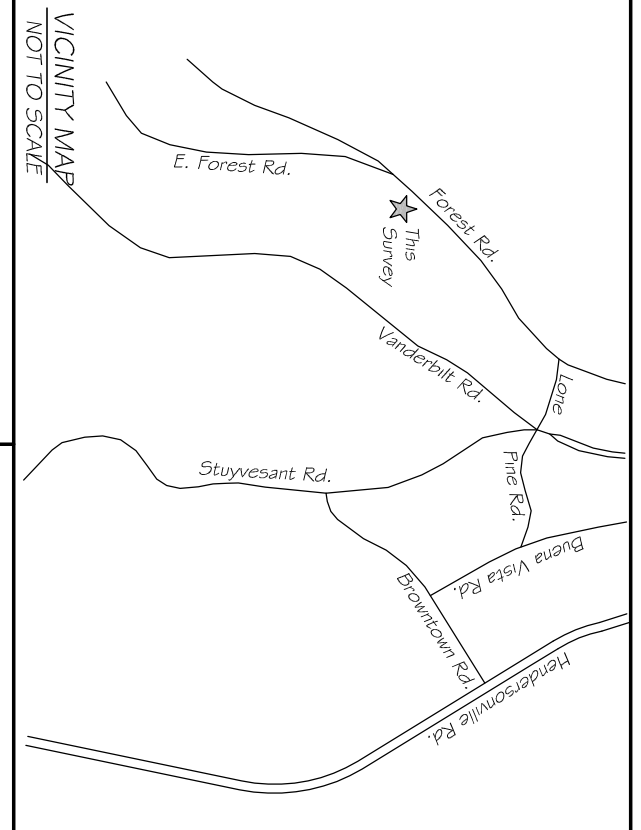 VICINITY MAP
NOT TO SCALE
E. Forest Rd.
Forest Rd.
This
Survey
Vanderbilt Rd.
Lone
Pine Rd.
Stuyvesant Rd.
Buena Vista Rd.
Browntown Rd.
Hendersonville Rd.